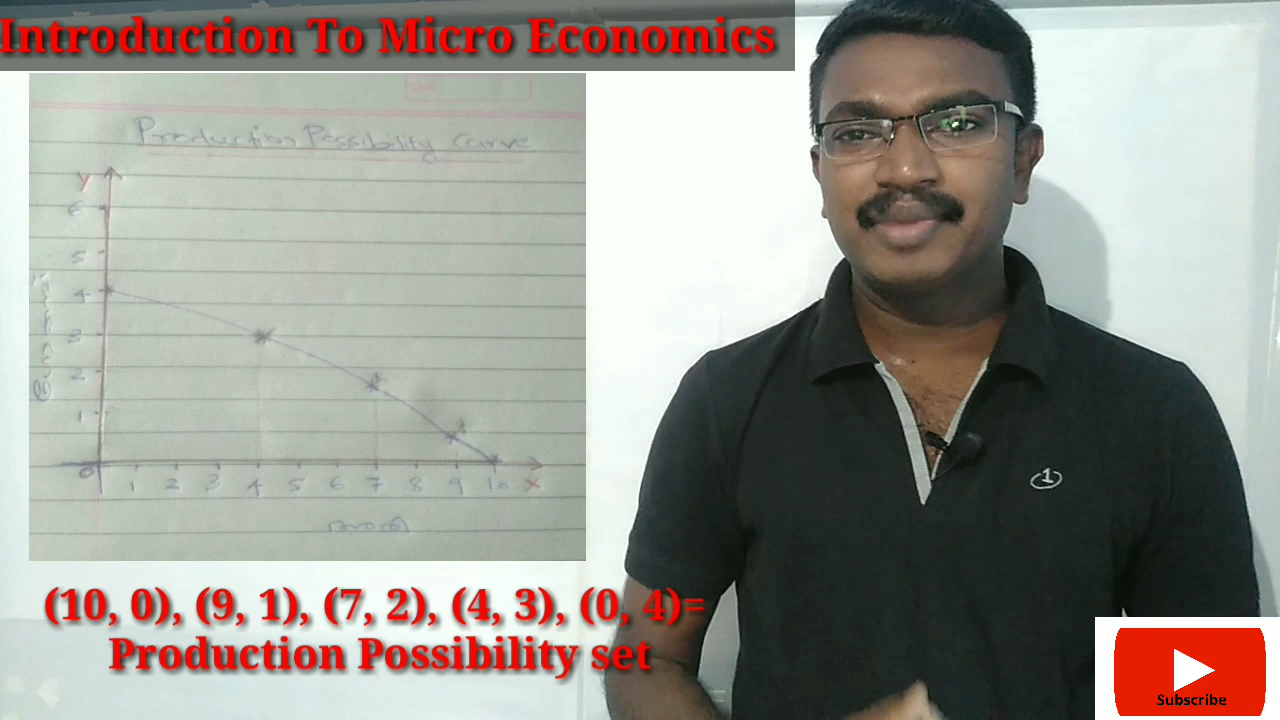 Introduction To Micro Economics
Production Possibility Curve
y
6
5
4
3
2
1
0
1 2 3 4 5 6 7 8 9 10 x
(10, 0), (9, 1), (7, 2), (4, 3), (0, 4)=
Production Possibility set
1
Subscribe